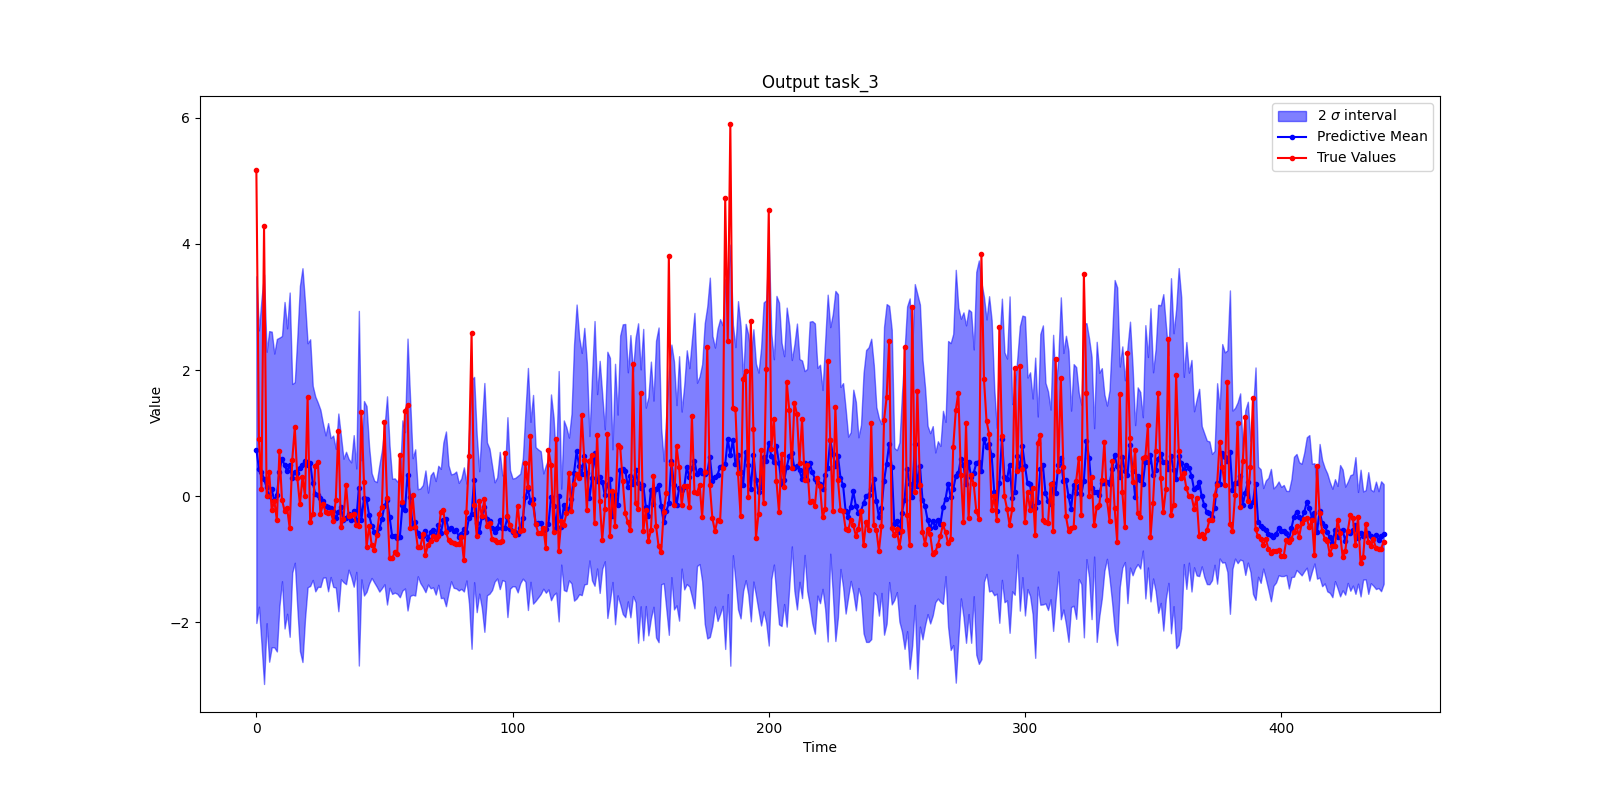 Output task_3
2 σ interval
Predictive Mean
True Values
Value
6
4
2
0
−2
0 100 200 300 400
Time